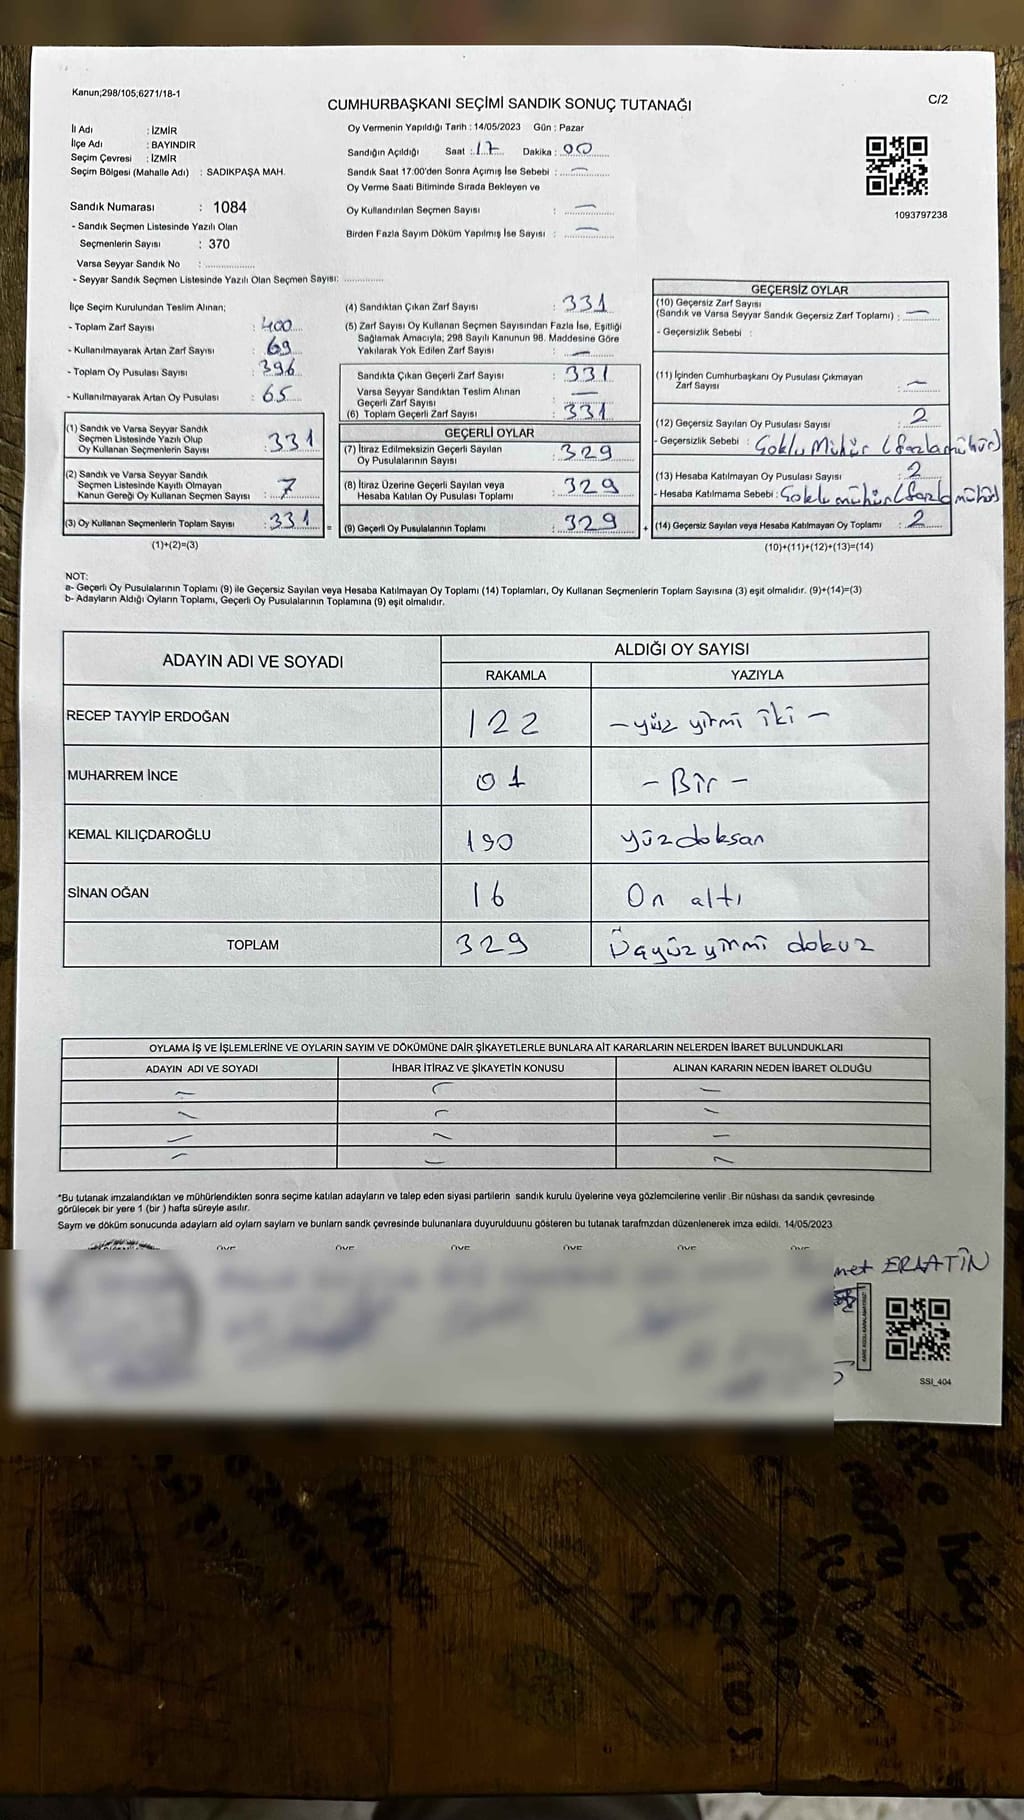 Kanun;298/105;6271/18-1
CUMHURBAŞKANI SEÇİMİ SANDIK SONUÇ TUTANAĞI
C/2
İl Adı : İZMİR
İlçe Adı : BAYINDIR
Seçim Çevresi : İZMİR
Seçim Bölgesi (Mahalle Adı) : SADIKPAŞA MAH.
Sandık Numarası : 1084
- Sandık Seçmen Listesinde Yazılı Olan
Seçmenlerin Sayısı : 370
Varsa Seyyar Sandık No :
- Seyyar Sandık Seçmen Listesinde Yazılı Olan Seçmen Sayısı:
Oy Vermenin Yapıldığı Tarih : 14/05/2023 Gün : Pazar
Sandığın Açıldığı Saat : 17 Dakika : 00
Sandık Saat 17:00'den Sonra Açımış İse Sebebi : —
Oy Verme Saati Bitiminde Sırada Bekleyen ve
Oy Kullandırılan Seçmen Sayısı : —
Birden Fazla Sayım Döküm Yapılmış İse Sayısı : —
1093797238
İlçe Seçim Kurulundan Teslim Alınan;
- Toplam Zarf Sayısı : 400
- Kullanılmayarak Artan Zarf Sayısı : 69
- Toplam Oy Pusulası Sayısı : 396
- Kullanılmayarak Artan Oy Pusulası : 65
(1) Sandık ve Varsa Seyyar Sandık
Seçmen Listesinde Yazılı Olup
Oy Kullanan Seçmenlerin Sayısı : 331
(2) Sandık ve Varsa Seyyar Sandık
Seçmen Listesinde Kayıtlı Olmayan
Kanun Gereği Oy Kullanan Seçmen Sayısı : 7
(3) Oy Kullanan Seçmenlerin Toplam Sayısı : 331 =
(1)+(2)=(3)
(4) Sandıktan Çıkan Zarf Sayısı : 331
(5) Zarf Sayısı Oy Kullanan Seçmen Sayısından Fazla İse, Eşitliği
Sağlamak Amacıyla; 298 Sayılı Kanunun 98. Maddesine Göre
Yakılarak Yok Edilen Zarf Sayısı : —
Sandıkta Çıkan Geçerli Zarf Sayısı : 331
Varsa Seyyar Sandıktan Teslim Alınan
Geçerli Zarf Sayısı : —
(6) Toplam Geçerli Zarf Sayısı : 331
GEÇERLİ OYLAR
(7) İtiraz Edilmeksizin Geçerli Sayılan
Oy Pusulalarının Sayısı : 329
(8) İtiraz Üzerine Geçerli Sayılan veya
Hesaba Katılan Oy Pusulası Toplamı : 329
(9) Geçerli Oy Pusulalarının Toplamı : 329 +
GEÇERSİZ OYLAR
(10) Geçersiz Zarf Sayısı
(Sandık ve Varsa Seyyar Sandık Geçersiz Zarf Toplamı) : —
- Geçersizlik Sebebi :
(11) İçinden Cumhurbaşkanı Oy Pusulası Çıkmayan
Zarf Sayısı : —
(12) Geçersiz Sayılan Oy Pusulası Sayısı : 2
- Geçersizlik Sebebi : Çoklu Mühür (fazla mühür)
(13) Hesaba Katılmayan Oy Pusulası Sayısı : 2
- Hesaba Katılmama Sebebi : Çoklu mühür (fazla mühür)
(14) Geçersiz Sayılan veya Hesaba Katılmayan Oy Toplamı : 2
(10)+(11)+(12)+(13)=(14)
NOT:
a- Geçerli Oy Pusulalarının Toplamı (9) ile Geçersiz Sayılan veya Hesaba Katılmayan Oy Toplamı (14) Toplamları, Oy Kullanan Seçmenlerin Toplam Sayısına (3) eşit olmalıdır. (9)+(14)=(3)
b- Adayların Aldığı Oyların Toplamı, Geçerli Oy Pusulalarının Toplamına (9) eşit olmalıdır.
ADAYIN ADI VE SOYADI ALDIĞI OY SAYISI
RAKAMLA YAZIYLA
RECEP TAYYİP ERDOĞAN 122 – yüz yirmi iki –
MUHARREM İNCE 01 – Bir –
KEMAL KILIÇDAROĞLU 190 yüzdoksan
SİNAN OĞAN 16 On altı
TOPLAM 329 Üçyüzyirmi dokuz
OYLAMA İŞ VE İŞLEMLERİNE VE OYLARIN SAYIM VE DÖKÜMÜNE DAİR ŞİKAYETLERLE BUNLARA AİT KARARLARIN NELERDEN İBARET BULUNDUKLARI
ADAYIN ADI VE SOYADI İHBAR İTİRAZ VE ŞİKAYETİN KONUSU ALINAN KARARIN NEDEN İBARET OLDUĞU
*Bu tutanak imzalandıktan ve mühürlendikten sonra seçime katılan adayların ve talep eden siyasi partilerin sandık kurulu üyelerine veya gözlemcilerine verilir .Bir nüshası da sandık çevresinde
görülecek bir yere 1 (bir ) hafta süreyle asılır.
Sayım ve döküm sonucunda adayların ald oyların sayları ve bunların sandk çevresinde bulunanlara duyurulduunu gösteren bu tutanak tarafmzdan düzenlenerek imza edildi. 14/05/2023
ÜYE ÜYE ÜYE ÜYE ÜYE ÜYE
SSI_404